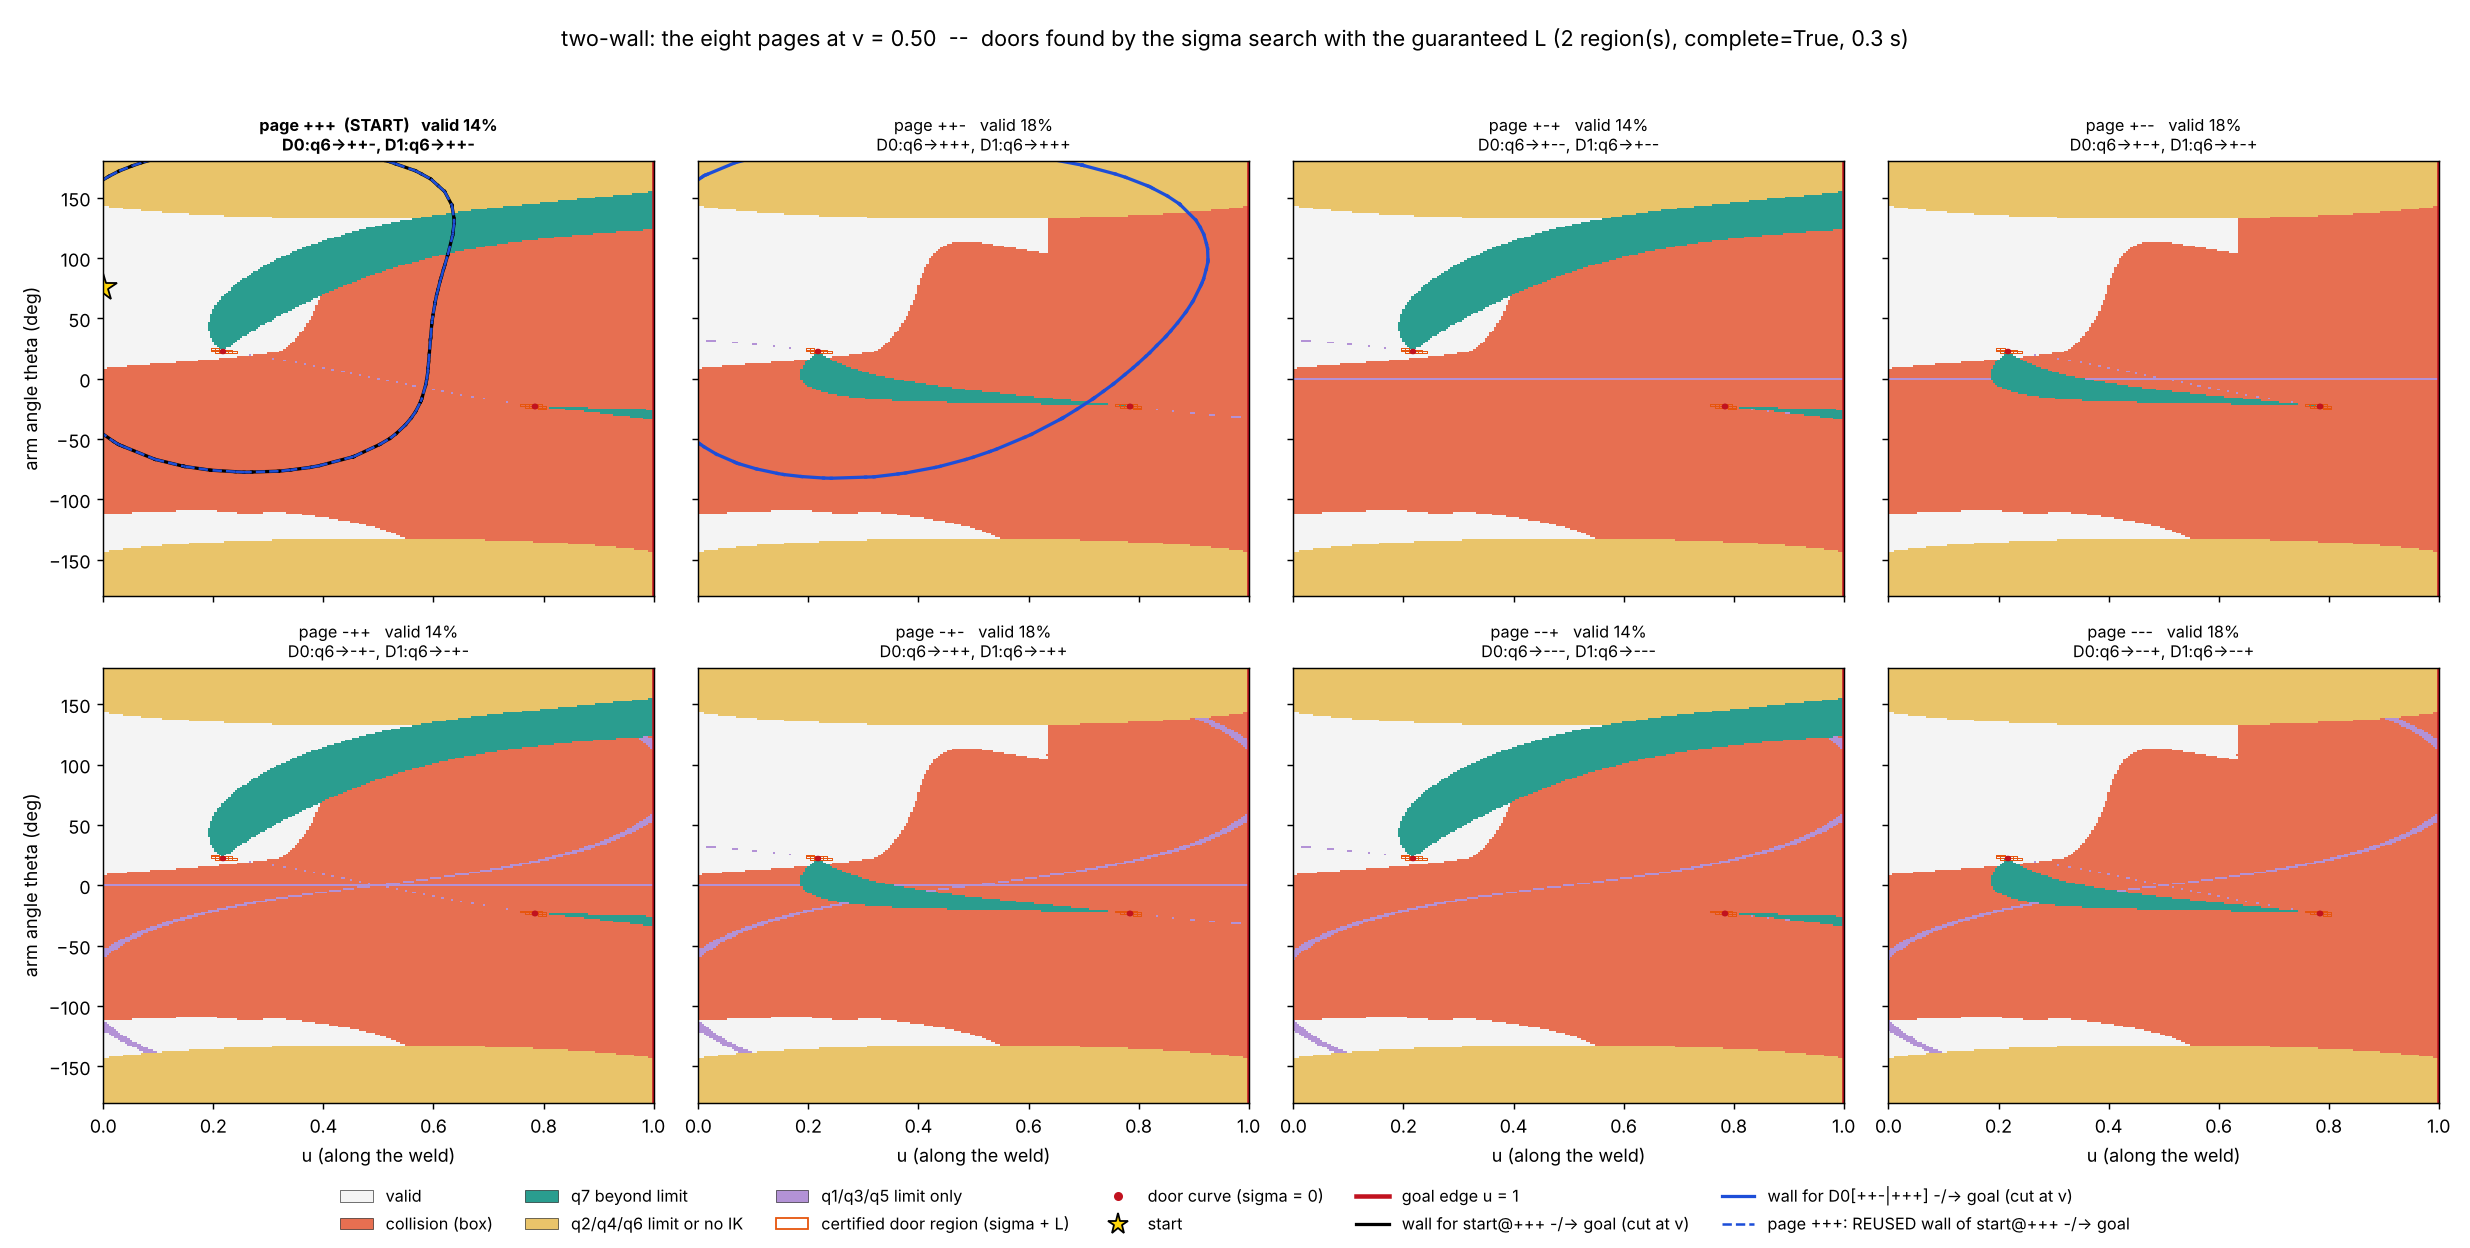 two-wall: the eight pages at v = 0.50 -- doors found by the sigma search with the guaranteed L (2 region(s), complete=True, 0.3 s)
page +++ (START) valid 14%
D0:q6→++-, D1:q6→++-
page ++- valid 18%
D0:q6→+++, D1:q6→+++
page +-+ valid 14%
D0:q6→+--, D1:q6→+--
page +-- valid 18%
D0:q6→+-+, D1:q6→+-+
arm angle theta (deg)
150
100
50
0
−50
−100
−150
page -++ valid 14%
D0:q6→-+-, D1:q6→-+-
page -+- valid 18%
D0:q6→-++, D1:q6→-++
page --+ valid 14%
D0:q6→---, D1:q6→---
page --- valid 18%
D0:q6→--+, D1:q6→--+
arm angle theta (deg)
150
100
50
0
−50
−100
−150
0.0 0.2 0.4 0.6 0.8 1.0
0.0 0.2 0.4 0.6 0.8 1.0
0.0 0.2 0.4 0.6 0.8 1.0
0.0 0.2 0.4 0.6 0.8 1.0
u (along the weld)
u (along the weld)
u (along the weld)
u (along the weld)
valid
collision (box)
q7 beyond limit
q2/q4/q6 limit or no IK
q1/q3/q5 limit only
certified door region (sigma + L)
door curve (sigma = 0)
start
goal edge u = 1
wall for start@+++ -/→ goal (cut at v)
wall for D0[++-|+++] -/→ goal (cut at v)
page +++: REUSED wall of start@+++ -/→ goal